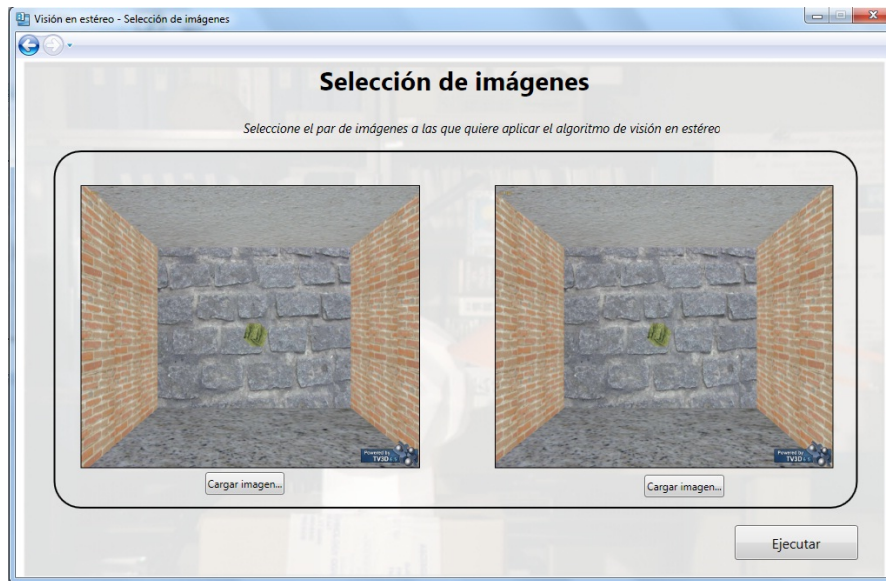 Visión en estéreo - Selección de imágenes
Selección de imágenes
Seleccione el par de imágenes a las que quiere aplicar el algoritmo de visión en estéreo
Powered by
TV3D
Powered by
TV3D
Cargar imagen...
Cargar imagen...
Ejecutar